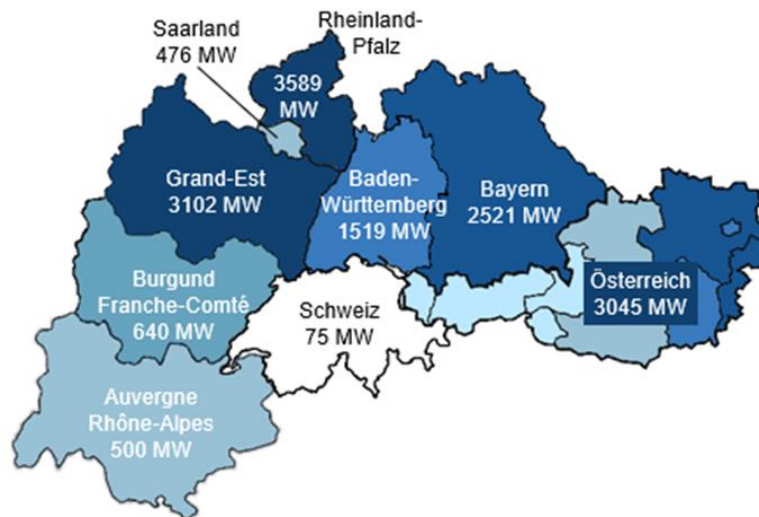 Saarland
476 MW
Rheinland-
Pfalz
3589
MW
Grand-Est
3102 MW
Baden-
Württemberg
1519 MW
Bayern
2521 MW
Burgund
Franche-Comté
640 MW
Schweiz
75 MW
Österreich
3045 MW
Auvergne
Rhône-Alpes
500 MW